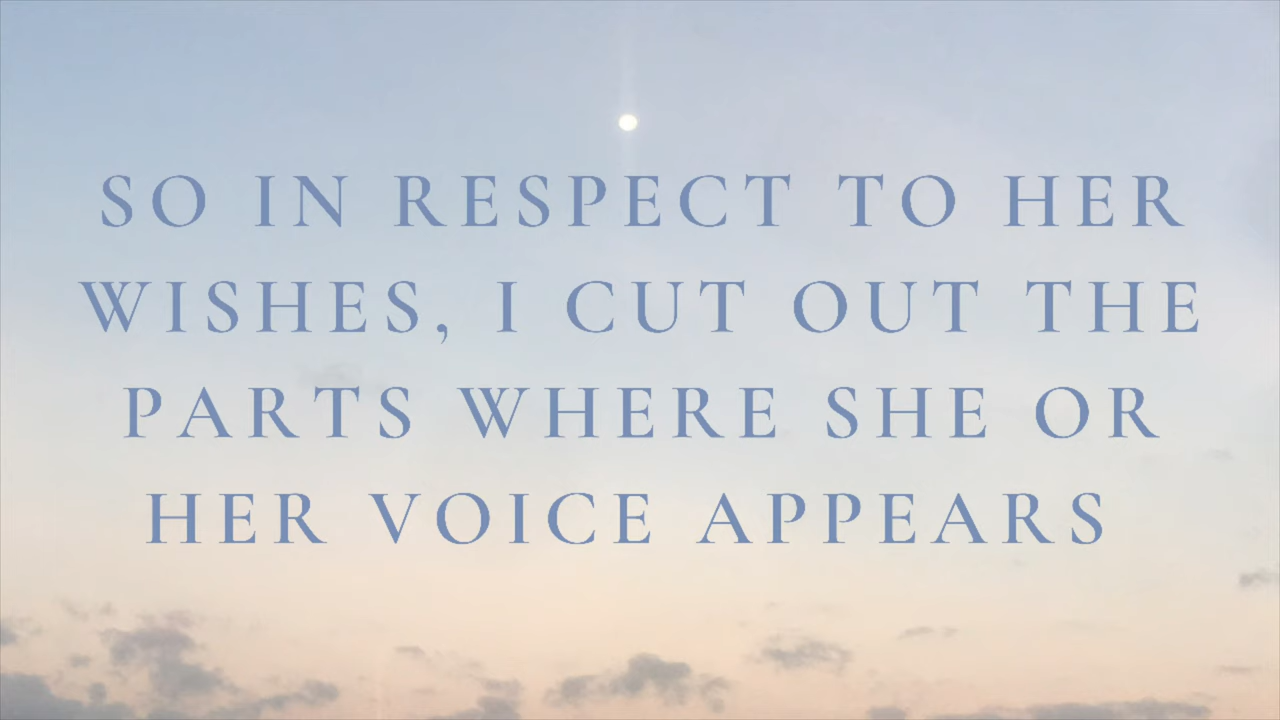 SO IN RESPECT TO HER
WISHES, I CUT OUT THE
PARTS WHERE SHE OR
HER VOICE APPEARS